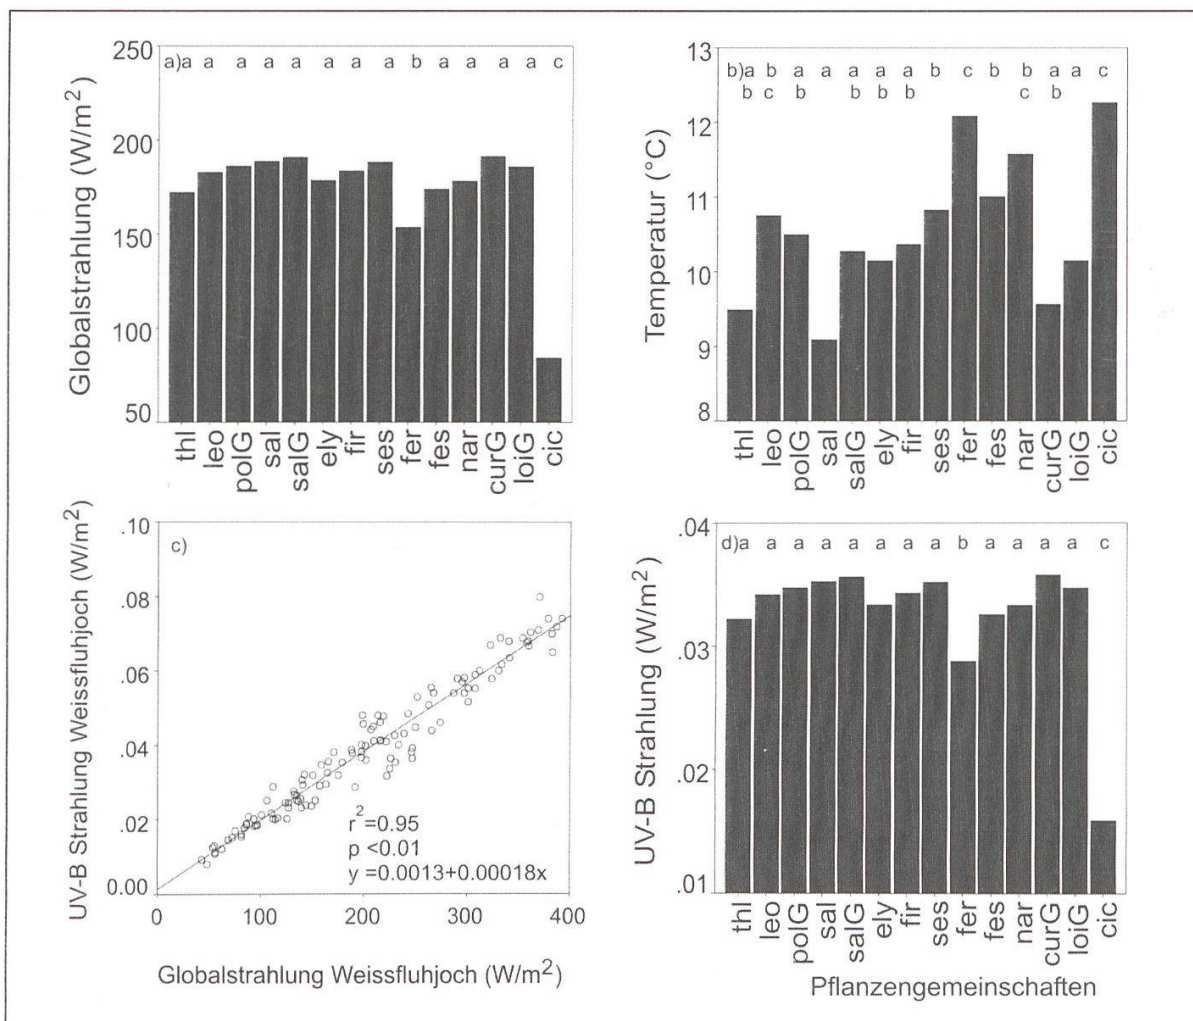 250
200
150
100
50
Globalstrahlung (W/m²)
a)a a a a a a a a b a a a a c
thl leo polG sal salG ely fir ses fer fes nar curG loiG cic
13
12
11
10
9
8
Temperatur (°C)
b)a b a a a a a b c b b a a c
b c b b b b c b
thl leo polG sal salG ely fir ses fer fes nar curG loiG cic
.10
.08
.06
.04
.02
0.00
UV-B Strahlung Weissfluhjoch (W/m²)
c)
r²=0.95
p <0.01
y =0.0013+0.00018x
0 100 200 300 400
Globalstrahlung Weissfluhjoch (W/m²)
.04
.03
.02
.01
UV-B Strahlung (W/m²)
d)a a a a a a a a b a a a a c
thl leo polG sal salG ely fir ses fer fes nar curG loiG cic
Pflanzengemeinschaften